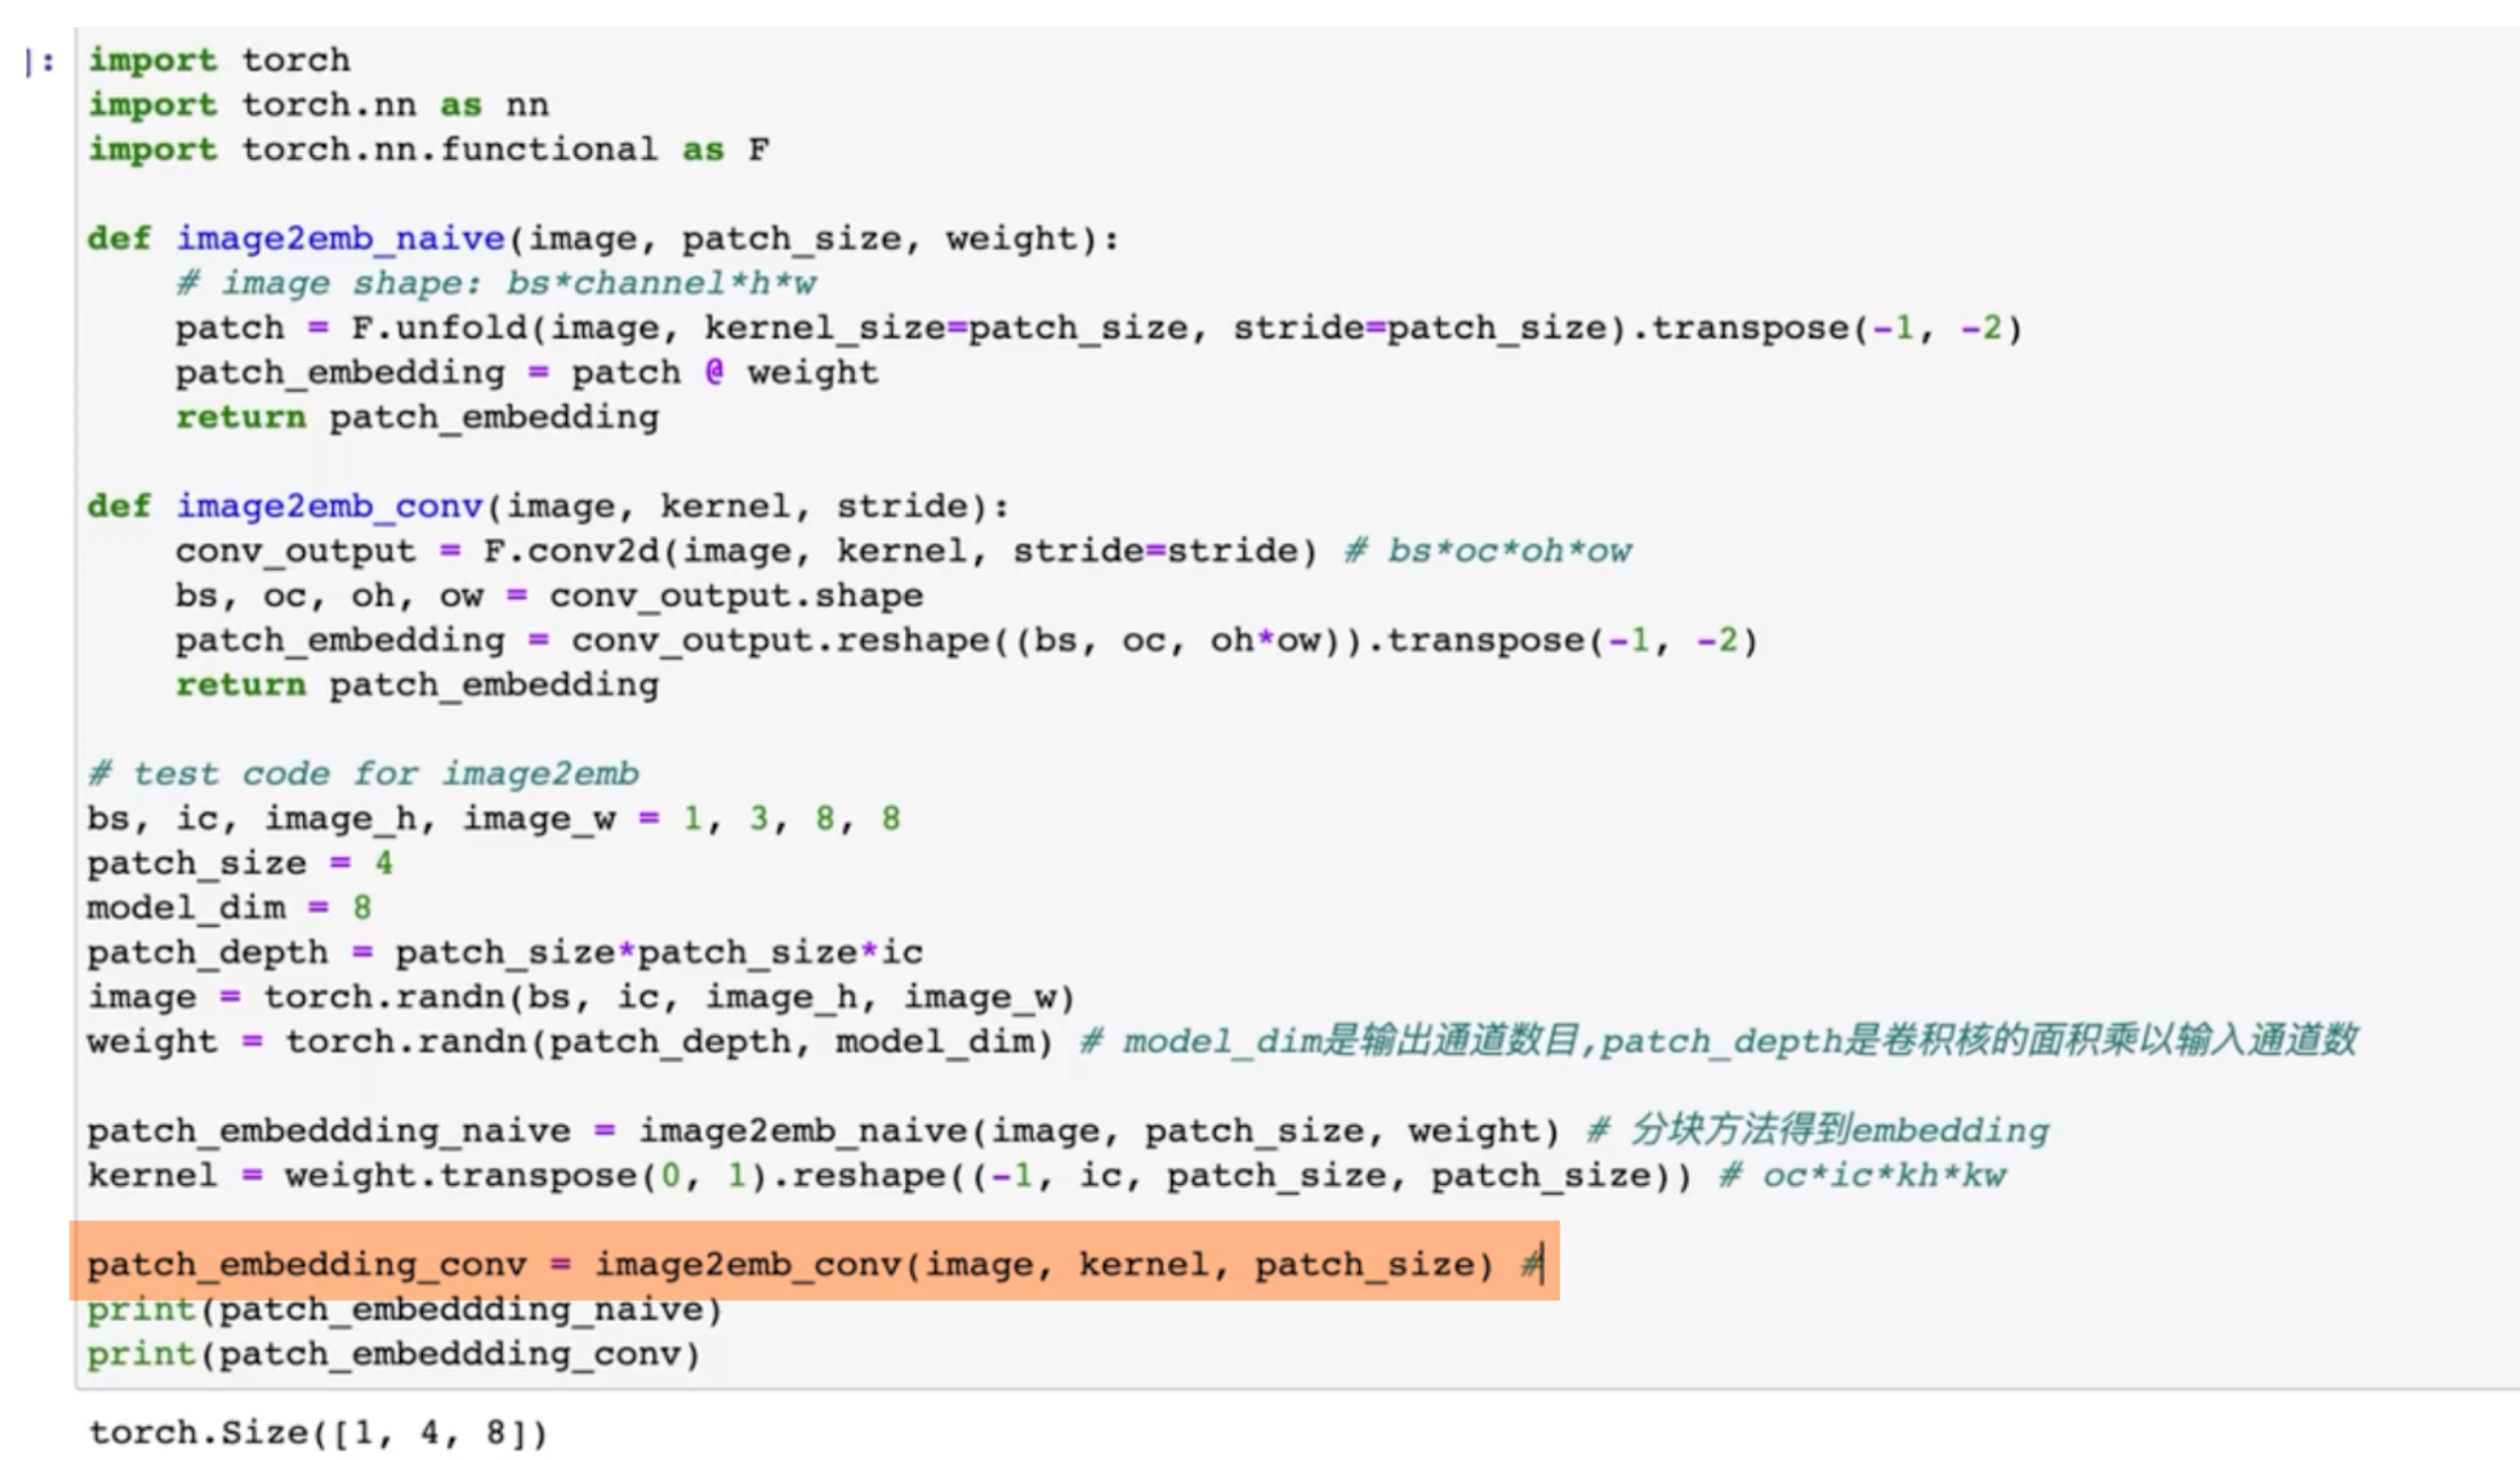 ]:
import torch
import torch.nn as nn
import torch.nn.functional as F
def image2emb_naive(image, patch_size, weight):
# image shape: bs*channel*h*w
patch = F.unfold(image, kernel_size=patch_size, stride=patch_size).transpose(-1, -2)
patch_embedding = patch @ weight
return patch_embedding
def image2emb_conv(image, kernel, stride):
conv_output = F.conv2d(image, kernel, stride=stride) # bs*oc*oh*ow
bs, oc, oh, ow = conv_output.shape
patch_embedding = conv_output.reshape((bs, oc, oh*ow)).transpose(-1, -2)
return patch_embedding
# test code for image2emb
bs, ic, image_h, image_w = 1, 3, 8, 8
patch_size = 4
model_dim = 8
patch_depth = patch_size*patch_size*ic
image = torch.randn(bs, ic, image_h, image_w)
weight = torch.randn(patch_depth, model_dim) # model_dim是输出通道数目,patch_depth是卷积核的面积乘以输入通道数
patch_embeddding_naive = image2emb_naive(image, patch_size, weight) # 分块方法得到embedding
kernel = weight.transpose(0, 1).reshape((-1, ic, patch_size, patch_size)) # oc*ic*kh*kw
patch_embedding_conv = image2emb_conv(image, kernel, patch_size) #
print(patch_embeddding_naive)
print(patch_embeddding_conv)
torch.Size([1, 4, 8])